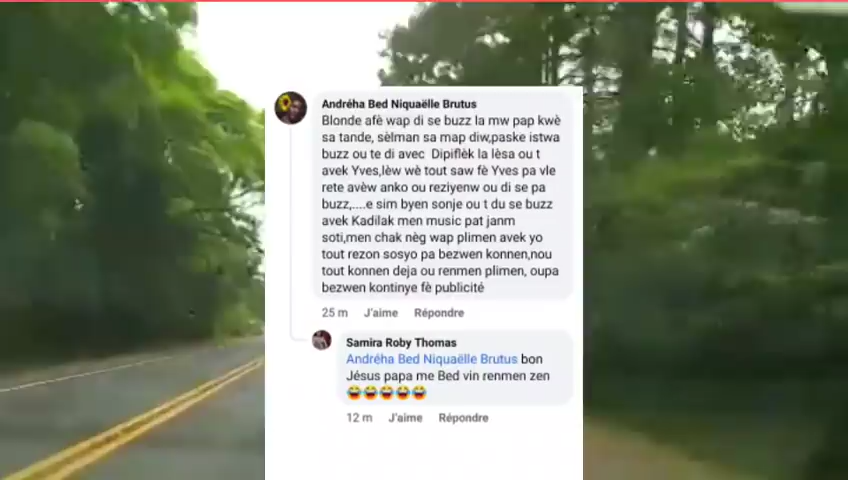 Andréha Bed Niquaëlle Brutus
Blonde afè wap di se buzz la mw pap kwè
sa tande, sèlman sa map diw,paske istwa
buzz ou te di avec Dipiflèk la lèsa ou t
avek Yves,lèw wè tout saw fè Yves pa vle
rete avèw anko ou reziyenw ou di se pa
buzz,....e sim byen sonje ou t du se buzz
avek Kadilak men music pat janm
soti,men chak nèg wap plimen avek yo
tout rezon sosyo pa bezwen konnen,nou
tout konnen deja ou renmen plimen, oupa
bezwen kontinye fè publicité
25 m J'aime Répondre
Samira Roby Thomas
Andréha Bed Niquaëlle Brutus bon
Jésus papa me Bed vin renmen zen
😂😂😂😂😂
12 m J'aime Répondre